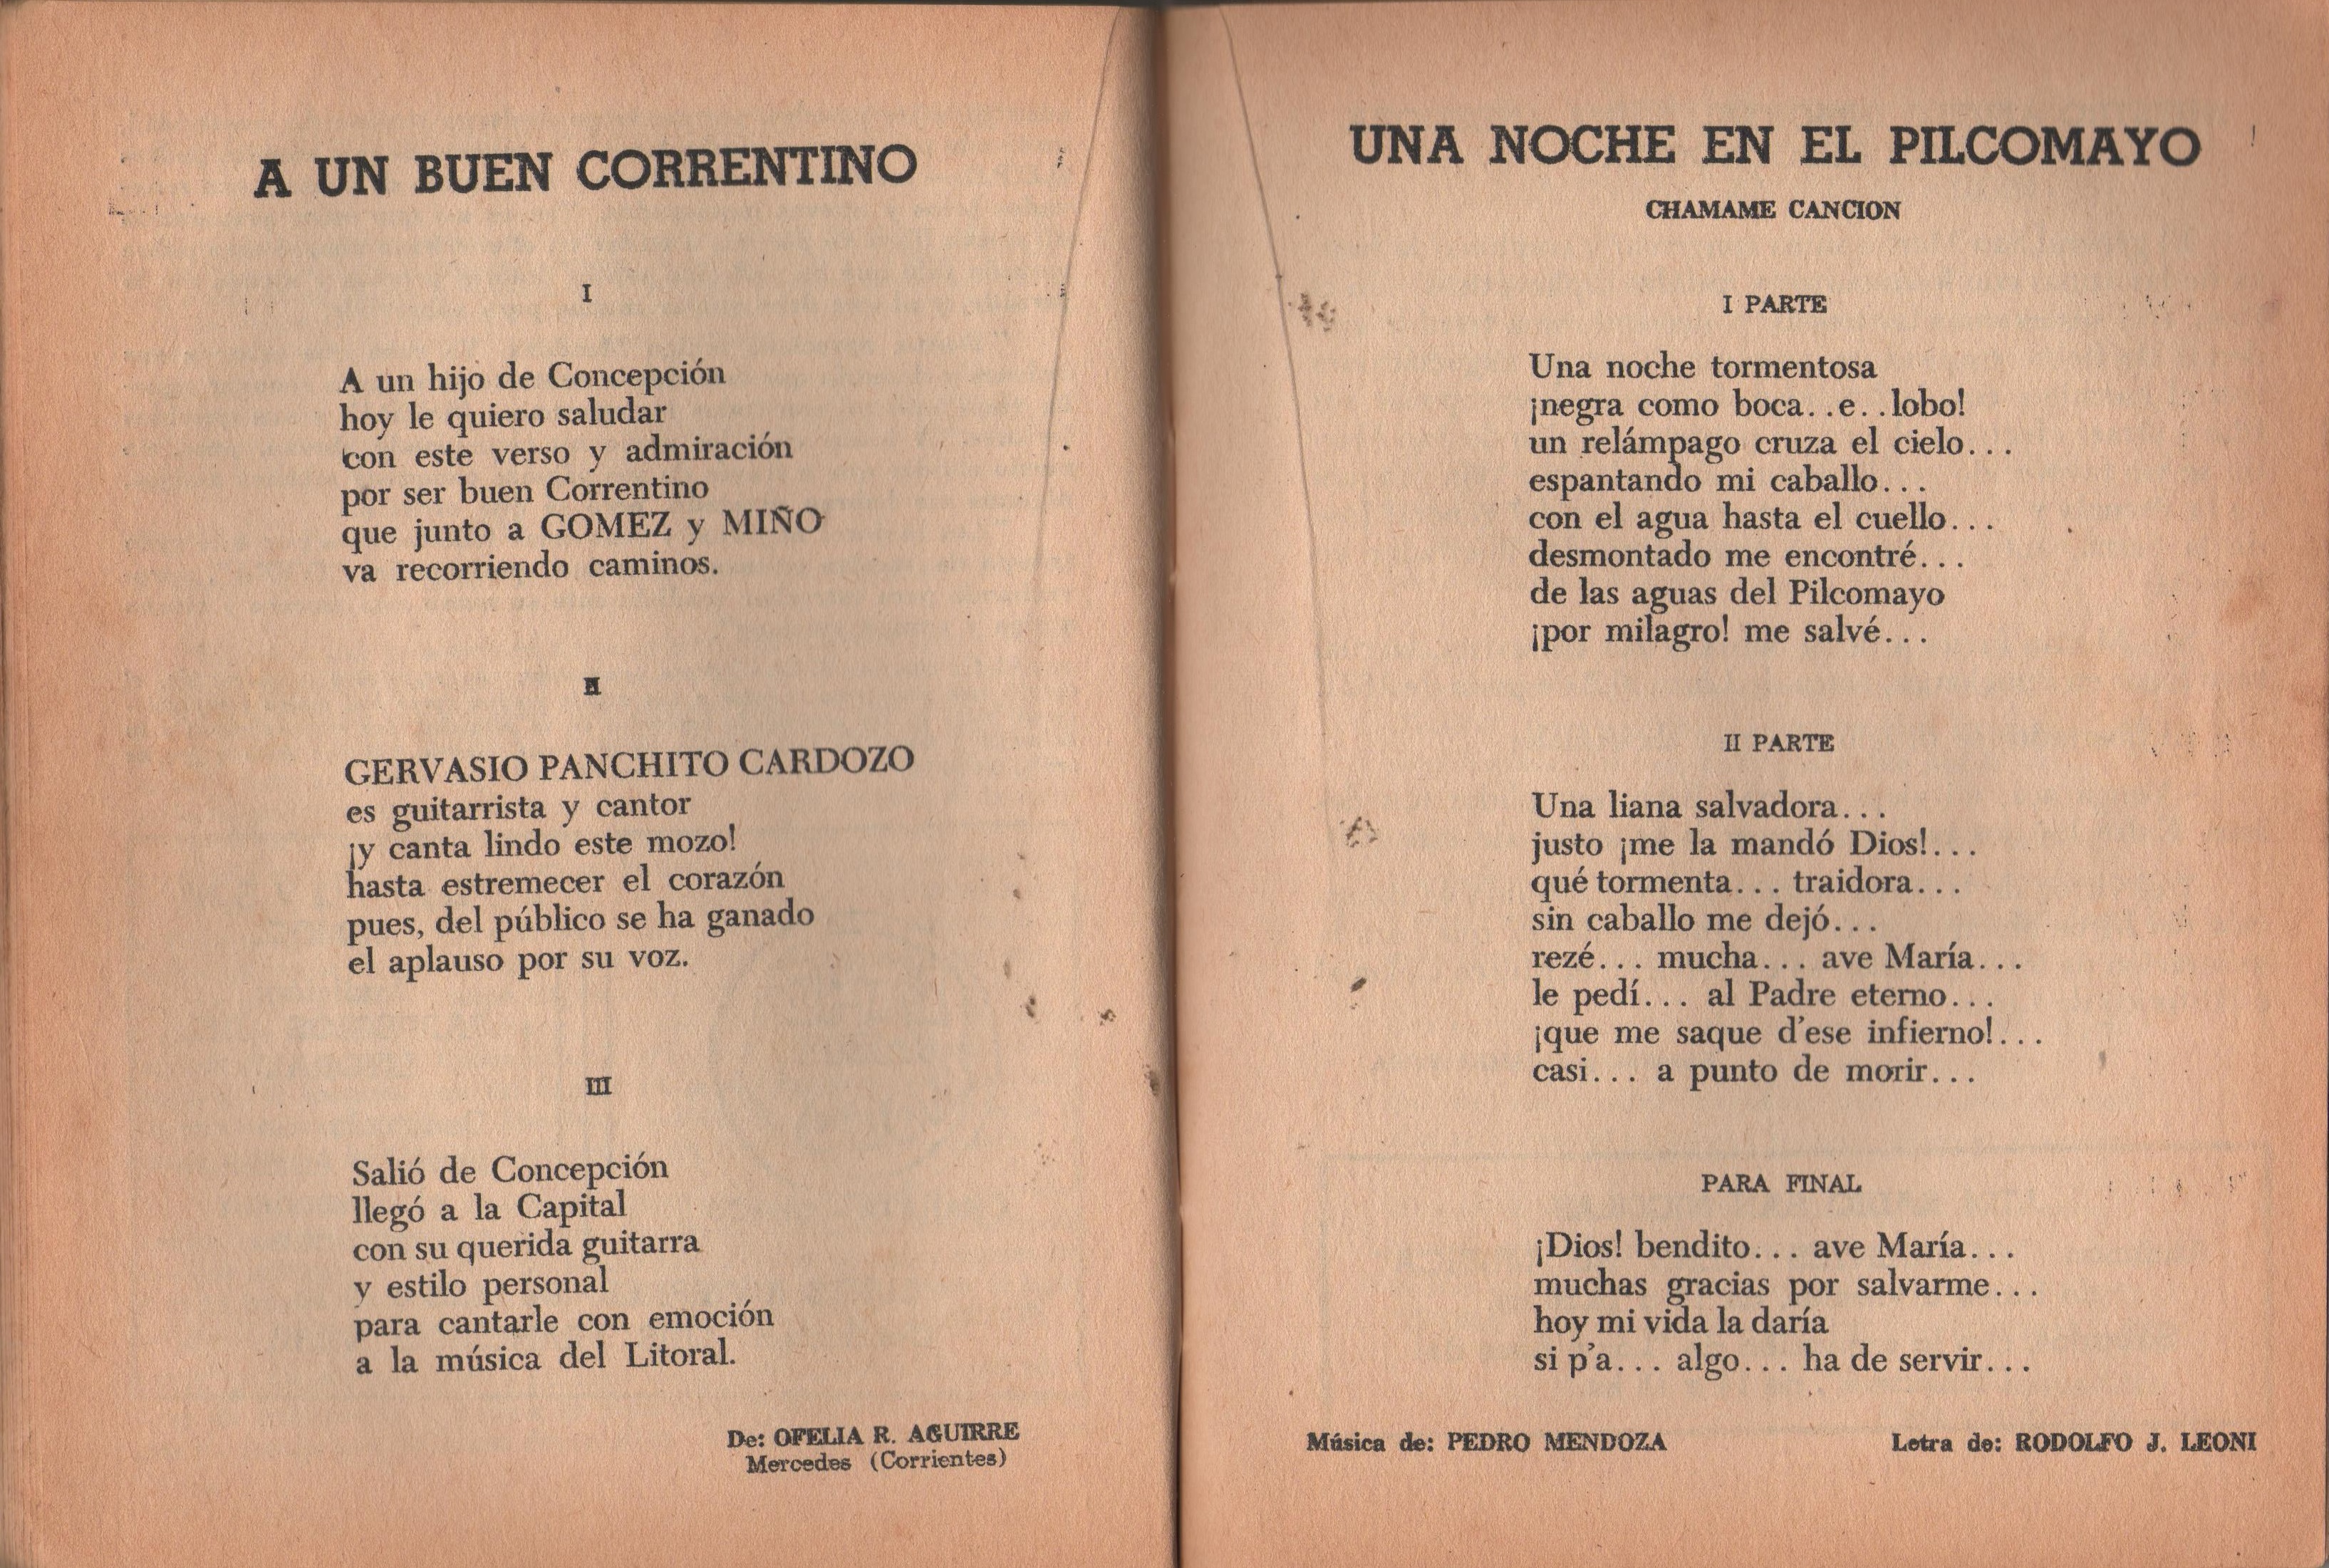 A UN BUEN CORRENTINO
I
A un hijo de Concepción
hoy le quiero saludar
con este verso y admiración
por ser buen Correntino
que junto a GOMEZ y MIÑO
va recorriendo caminos.
II
GERVASIO PANCHITO CARDOZO
es guitarrista y cantor
¡y canta lindo este mozo!
hasta estremecer el corazón
pues, del público se ha ganado
el aplauso por su voz.
III
Salió de Concepción
llegó a la Capital
con su querida guitarra
y estilo personal
para cantarle con emoción
a la música del Litoral.
De: OFELIA R. AGUIRRE
Mercedes (Corrientes)
UNA NOCHE EN EL PILCOMAYO
CHAMAME CANCION
I PARTE
Una noche tormentosa
¡negra como boca..e..lobo!
un relámpago cruza el cielo...
espantando mi caballo...
con el agua hasta el cuello...
desmontado me encontré...
de las aguas del Pilcomayo
¡por milagro! me salvé...
II PARTE
Una liana salvadora...
justo ¡me la mandó Dios!...
qué tormenta... traidora...
sin caballo me dejó...
rezé... mucha... ave María...
le pedí... al Padre eterno...
¡que me saque d'ese infierno!...
casi... a punto de morir...
PARA FINAL
¡Dios! bendito... ave María...
muchas gracias por salvarme...
hoy mi vida la daría
si p'a... algo... ha de servir...
Música de: PEDRO MENDOZA
Letra de: RODOLFO J. LEONI